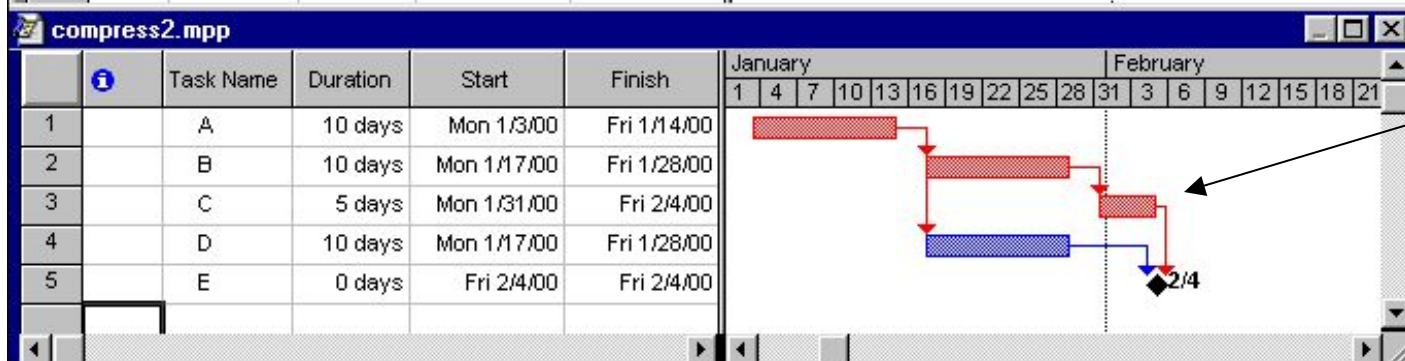 compress2.mpp
Task Name Duration Start Finish January February
1 4 7 10 13 16 19 22 25 28 31 3 6 9 12 15 18 21
1 A 10 days Mon 1/3/00 Fri 1/14/00
2 B 10 days Mon 1/17/00 Fri 1/28/00
3 C 5 days Mon 1/31/00 Fri 2/4/00
4 D 10 days Mon 1/17/00 Fri 1/28/00
5 E 0 days Fri 2/4/00 Fri 2/4/00 2/4